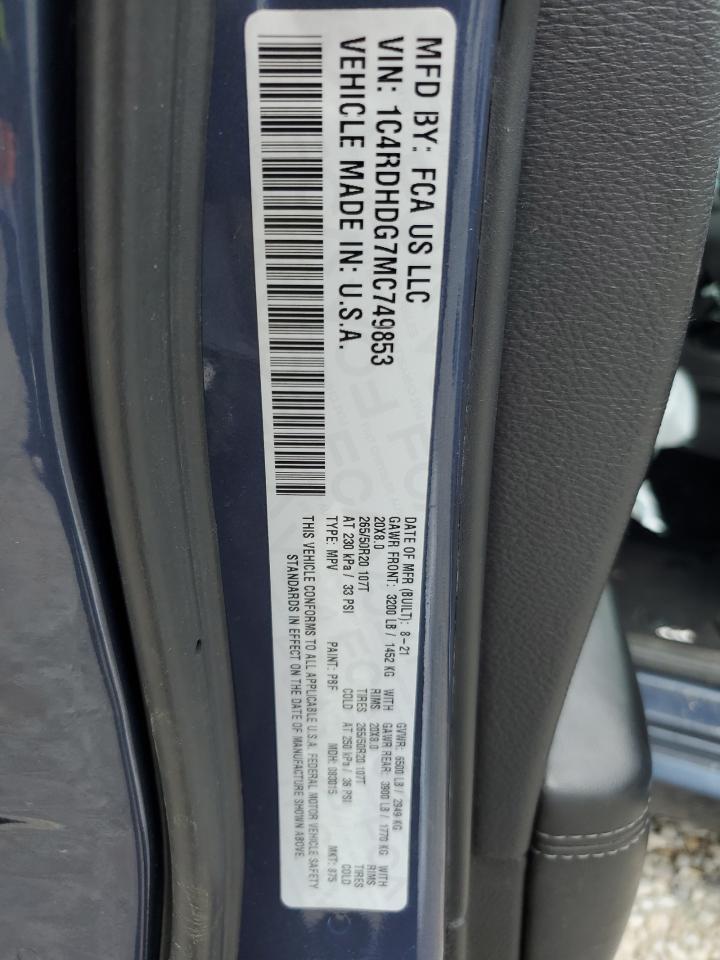 MFD BY: FCA US LLC
VIN: 1C4RDHDG7MC749853
VEHICLE MADE IN: U.S.A.
DATE OF MFR (BUILT): 8-21 GVWR: 6500 LB / 2949 KG
GAWR FRONT: 3200 LB / 1452 KG WITH GAWR REAR: 3900 LB / 1770 KG WITH
20X8.0 RIMS 20X8.0 RIMS
265/50R20 107T TIRES 265/50R20 107T TIRES
AT 230 kPa / 33 PSI COLD AT 250 kPa / 36 PSI COLD
TYPE: MPV PAINT: PBF MDH: 083015 MKT: 875
THIS VEHICLE CONFORMS TO ALL APPLICABLE U.S.A. FEDERAL MOTOR VEHICLE SAFETY
STANDARDS IN EFFECT ON THE DATE OF MANUFACTURE SHOWN ABOVE.